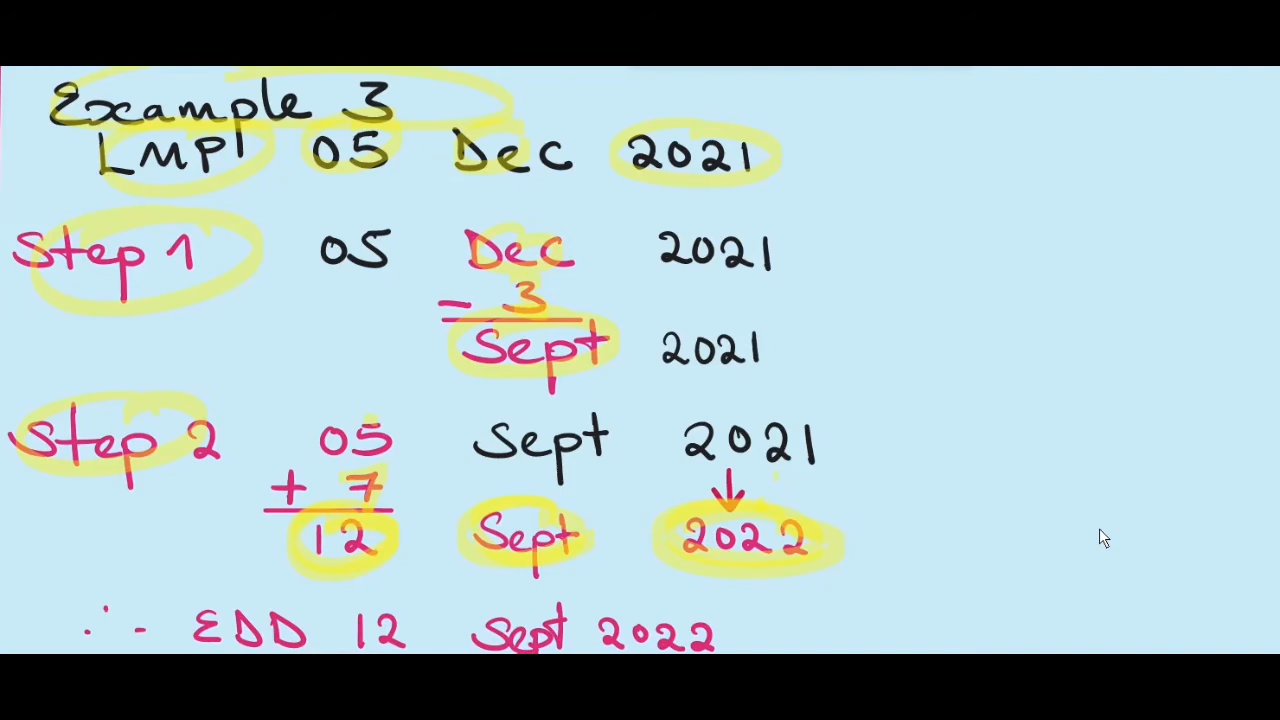 Example 3
LMP 05 Dec 2021
Step 1 05 Dec 2021
- 3
Sept 2021
Step 2 05 Sept 2021
+ 7
12 Sept 2022
∴ EDD 12 Sept 2022